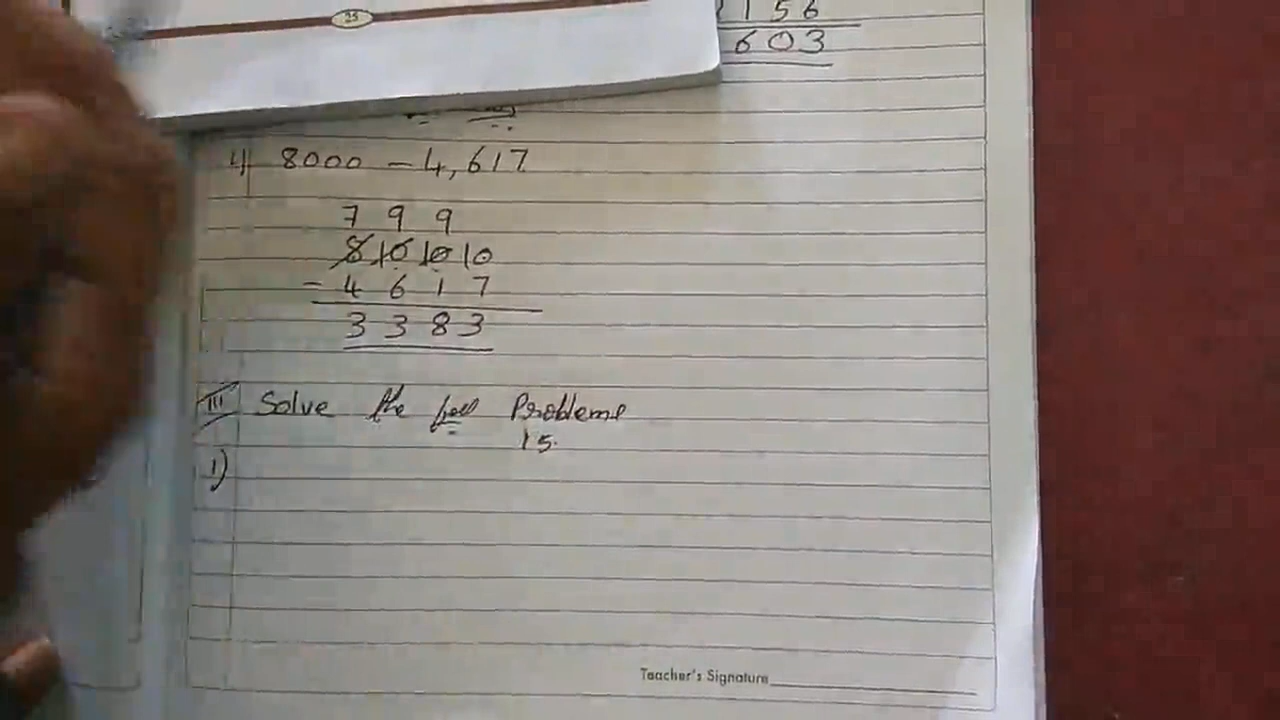 25
156
603
4) 8000 - 4,617
7 9 9
8 10 10 10
- 4 6 1 7
3 3 8 3
III Solve the foll Problems
15.
1)
Teacher's Signature